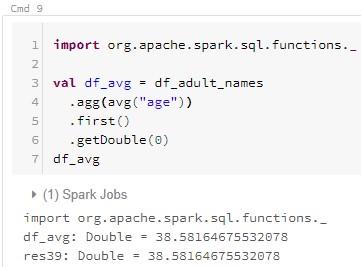 Cmd 9
1 import org.apache.spark.sql.functions._
2
3 val df_avg = df_adult_names
4 .agg(avg("age"))
5 .first()
6 .getDouble(0)
7 df_avg
▸ (1) Spark Jobs
import org.apache.spark.sql.functions._
df_avg: Double = 38.58164675532078
res39: Double = 38.58164675532078